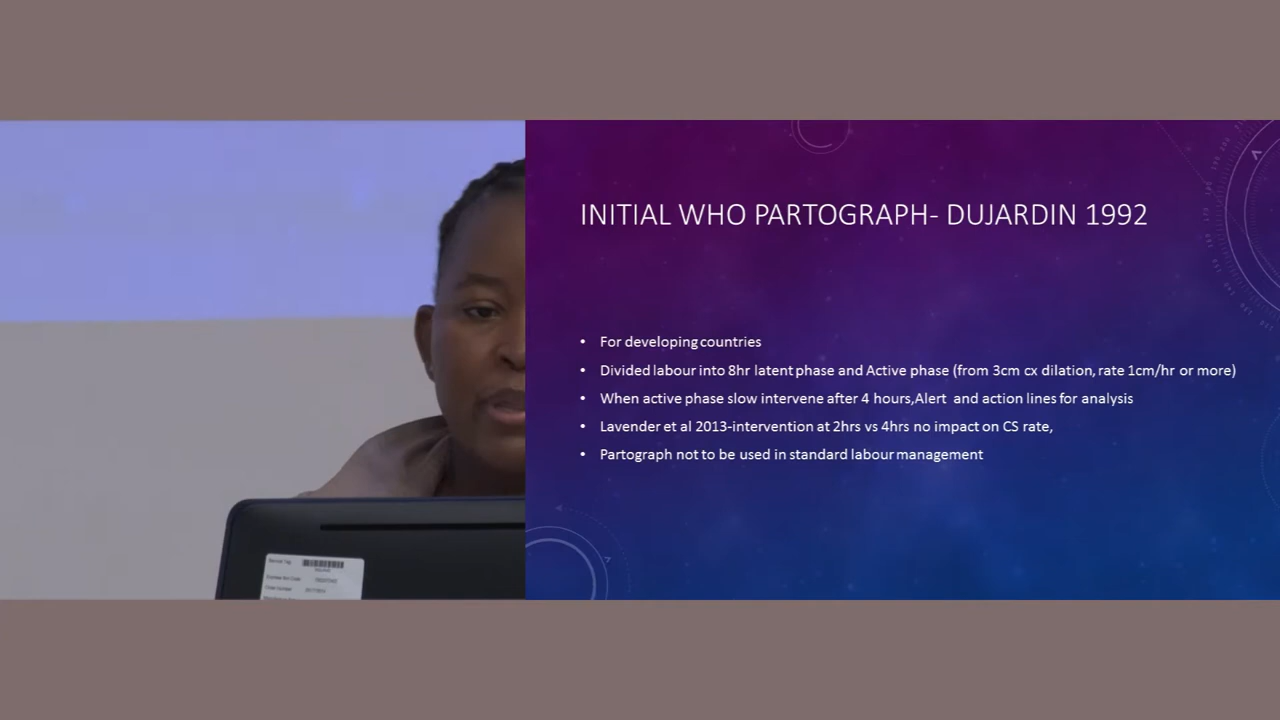 INITIAL WHO PARTOGRAPH- DUJARDIN 1992
• For developing countries
• Divided labour into 8hr latent phase and Active phase (from 3cm cx dilation, rate 1cm/hr or more)
• When active phase slow intervene after 4 hours,Alert and action lines for analysis
• Lavender et al 2013-intervention at 2hrs vs 4hrs no impact on CS rate,
• Partograph not to be used in standard labour management